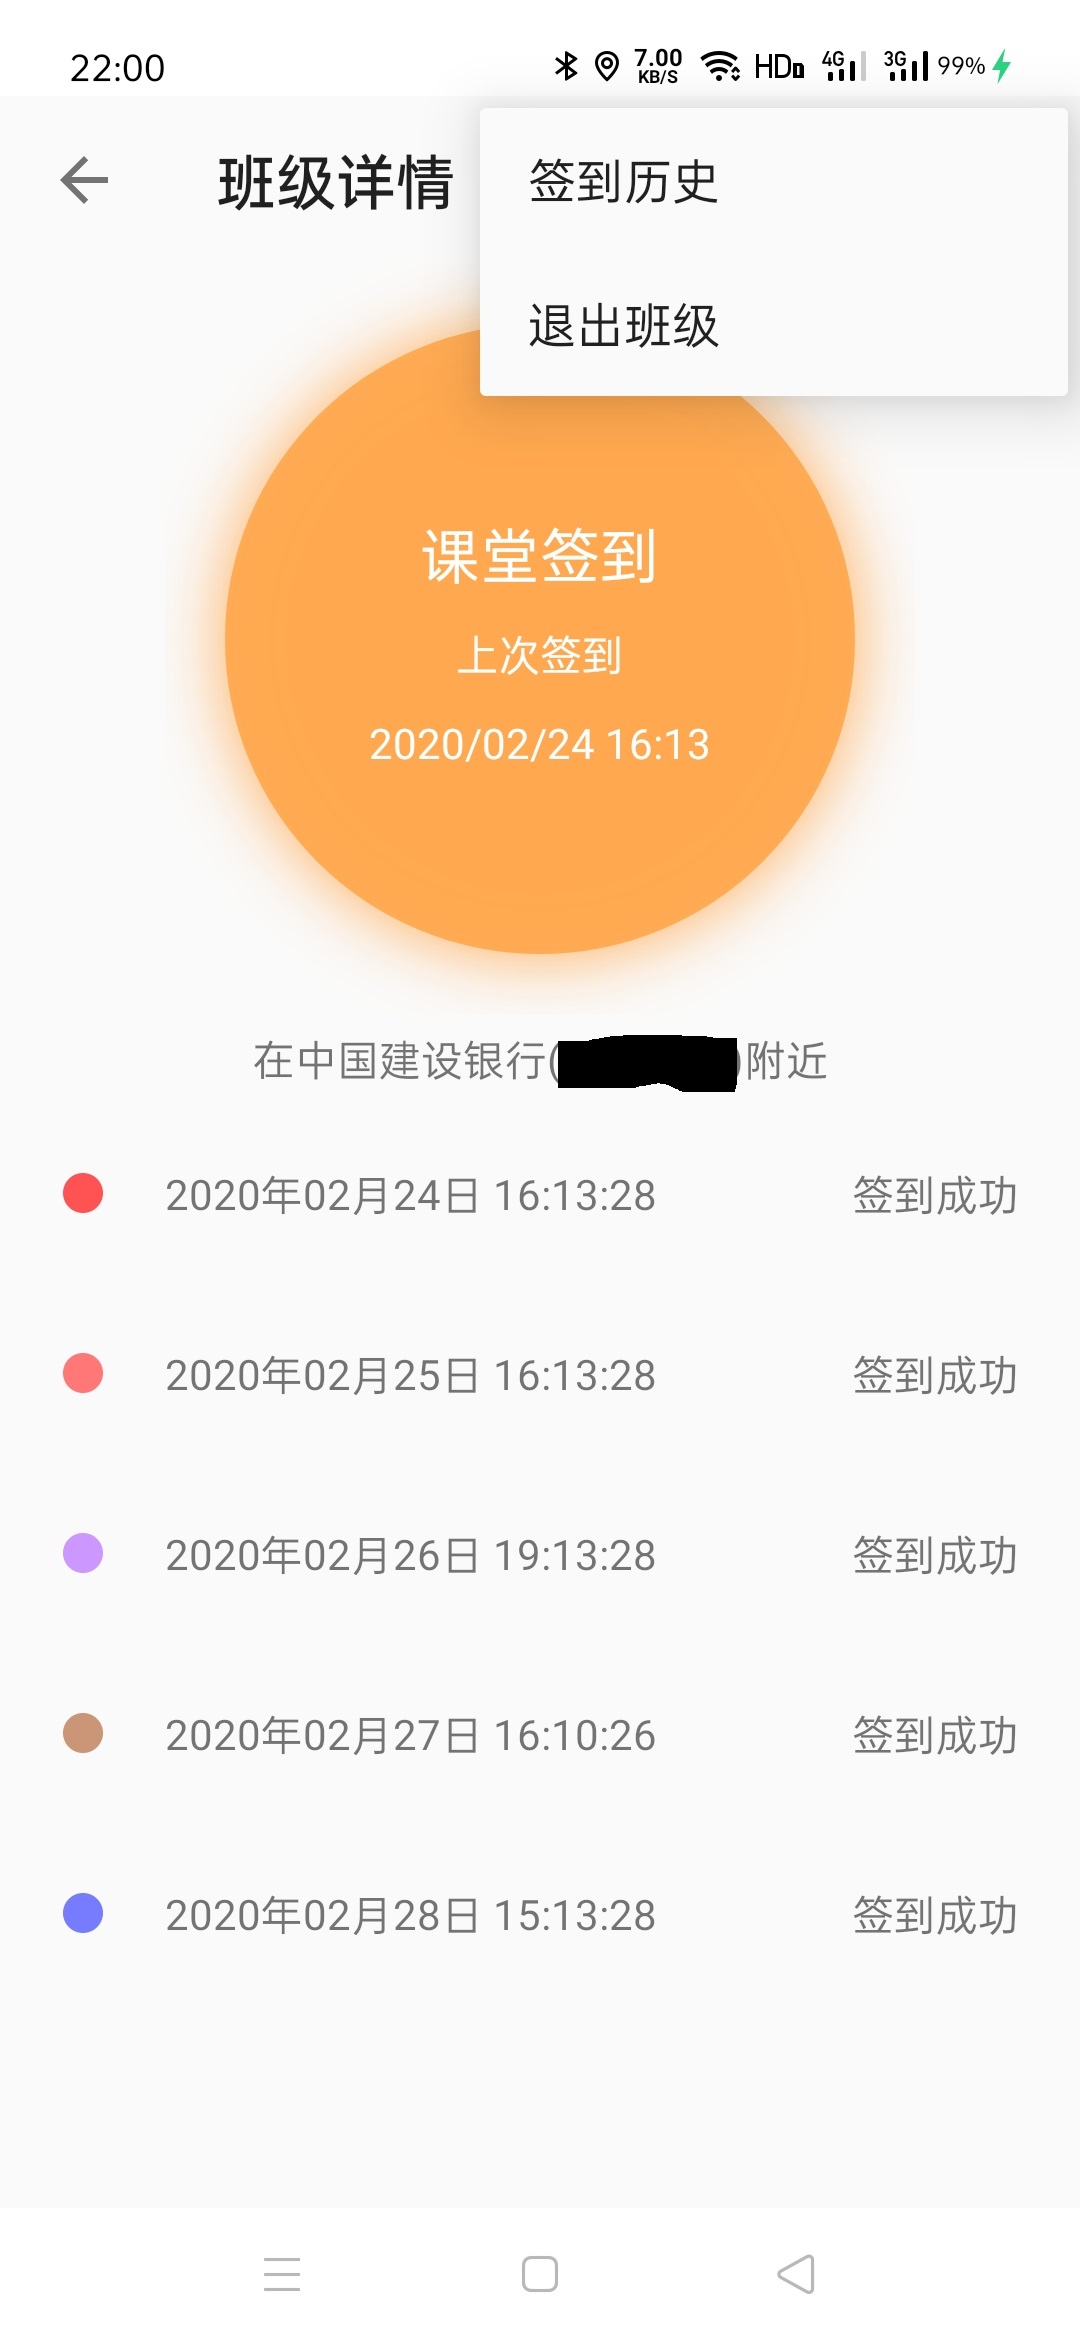 22:00 7.00 KB/S HD 4G 3G 99%
班级详情
签到历史
退出班级
课堂签到
上次签到
2020/02/24 16:13
在中国建设银行( )附近
2020年02月24日 16:13:28 签到成功
2020年02月25日 16:13:28 签到成功
2020年02月26日 19:13:28 签到成功
2020年02月27日 16:10:26 签到成功
2020年02月28日 15:13:28 签到成功